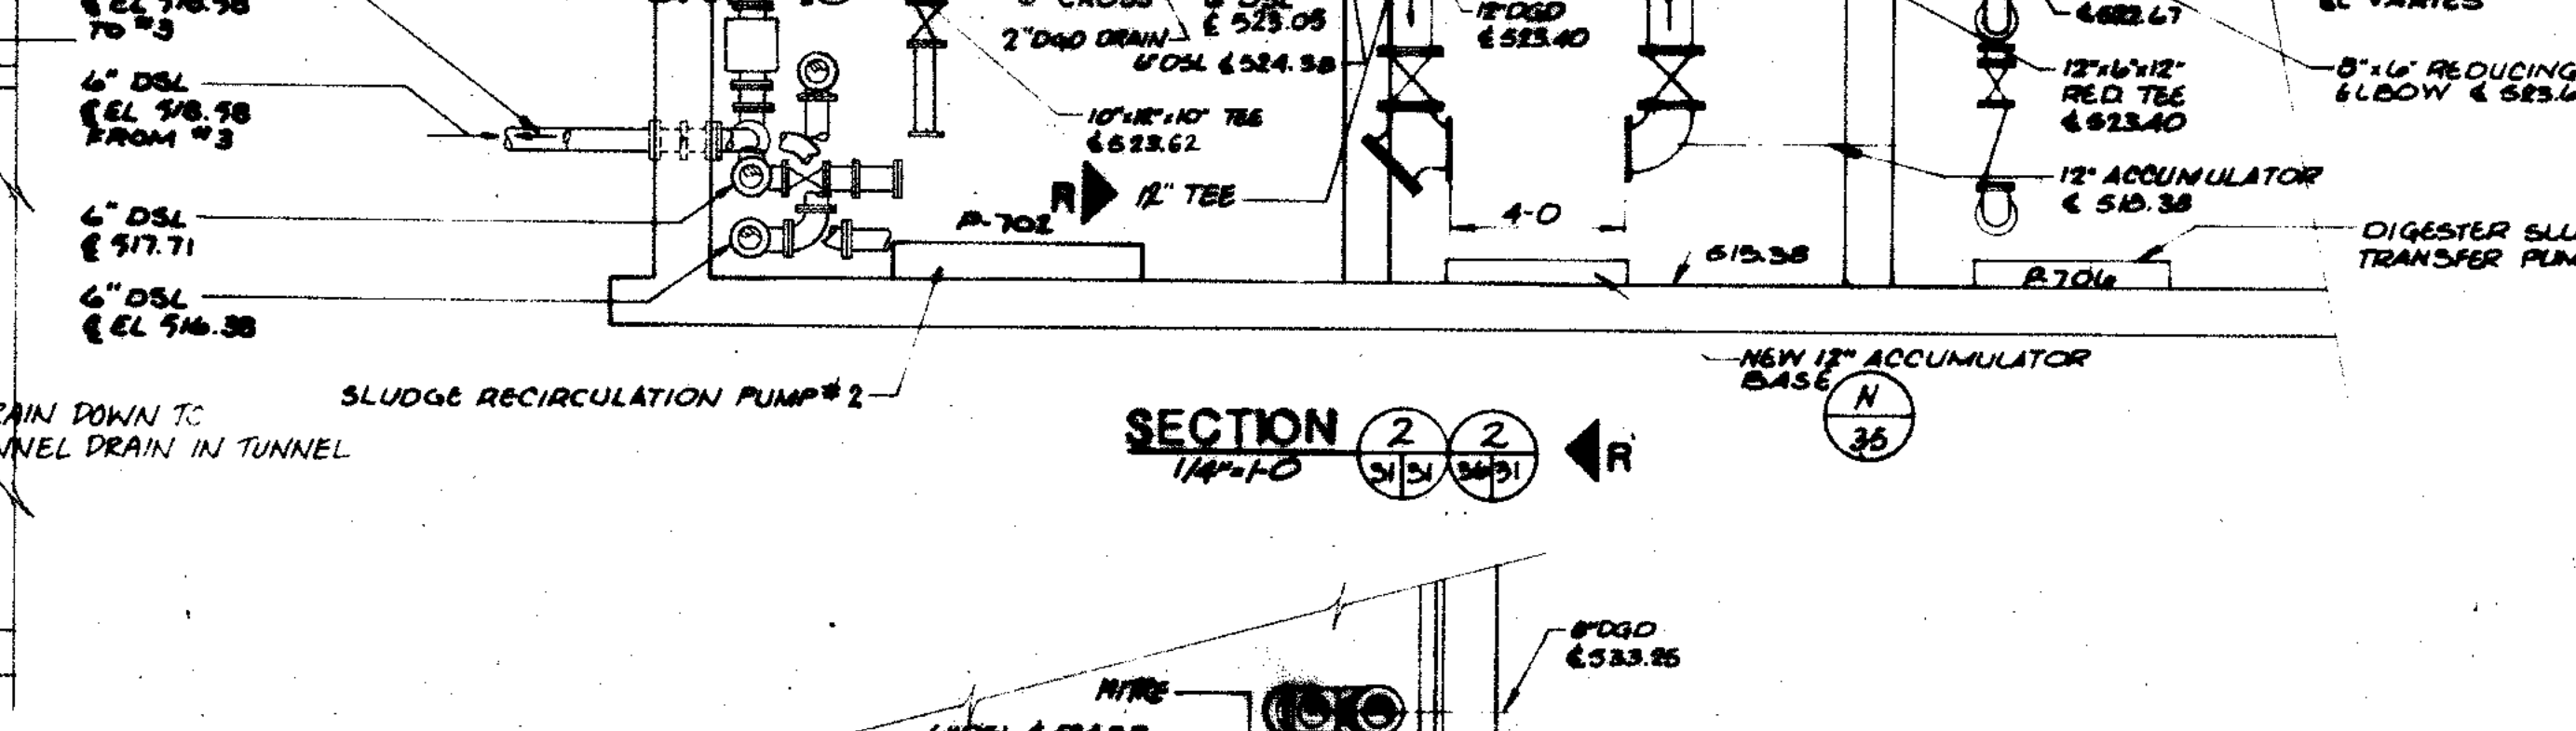 TO #3
6" DSL
℄ EL 518.58
FROM #3
6" DSL
℄ 517.71
6" DSL
℄ EL 516.38
2" DGD DRAIN
℄ 523.05
6" DSL ℄ 524.38
12" DGD
℄ 523.40
10"x12"x10" TEE
℄ 523.62
R
12" TEE
P-702
4-0
515.38
12"x6"x12"
RED. TEE
℄ 523.40
8"x6" REDUCING
ELBOW ℄
12" ACCUMULATOR
℄ 518.38
DIGESTER
TRANSFER
P-706
SLUDGE RECIRCULATION PUMP #2
DOWN TO
DRAIN IN TUNNEL
NEW 12" ACCUMULATOR
BASE
N
35
SECTION
1/4"=1-0
2
31 31
2
36 31
R
8" DGD
℄ 533.25
MITRE